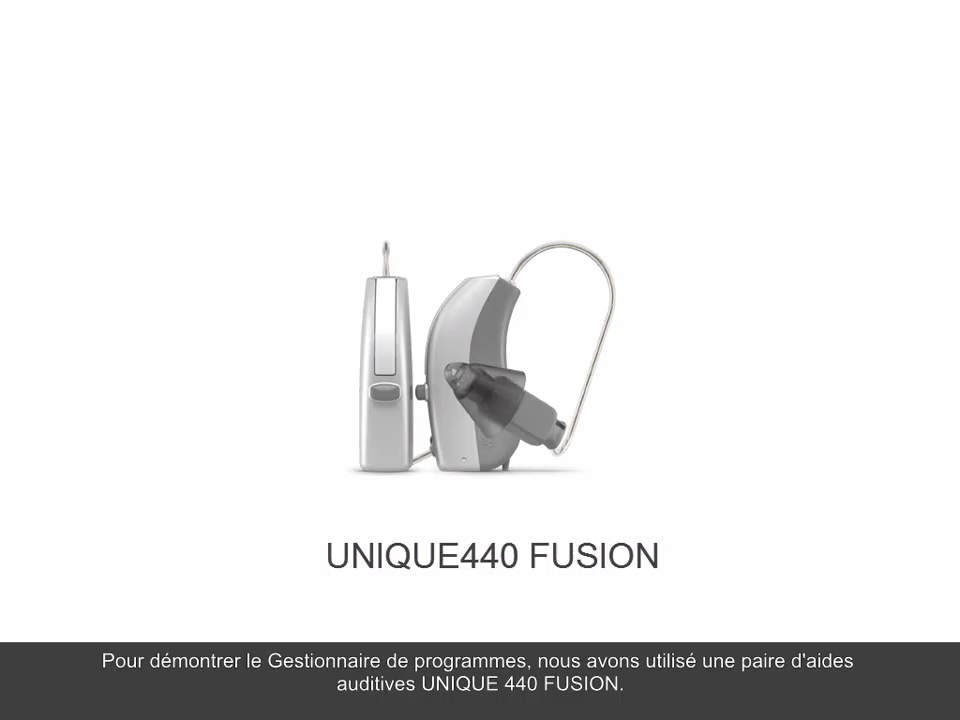 UNIQUE440 FUSION
Pour démontrer le Gestionnaire de programmes, nous avons utilisé une paire d'aides
auditives UNIQUE 440 FUSION.